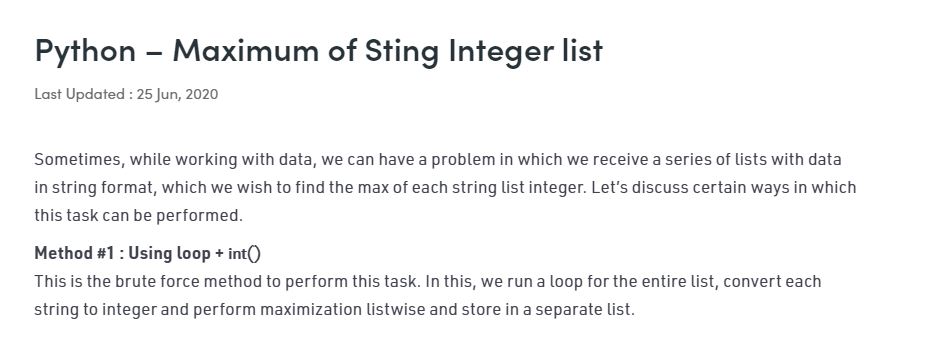 Python – Maximum of Sting Integer list
Last Updated : 25 Jun, 2020
Sometimes, while working with data, we can have a problem in which we receive a series of lists with data
in string format, which we wish to find the max of each string list integer. Let’s discuss certain ways in which
this task can be performed.
Method #1 : Using loop + int()
This is the brute force method to perform this task. In this, we run a loop for the entire list, convert each
string to integer and perform maximization listwise and store in a separate list.